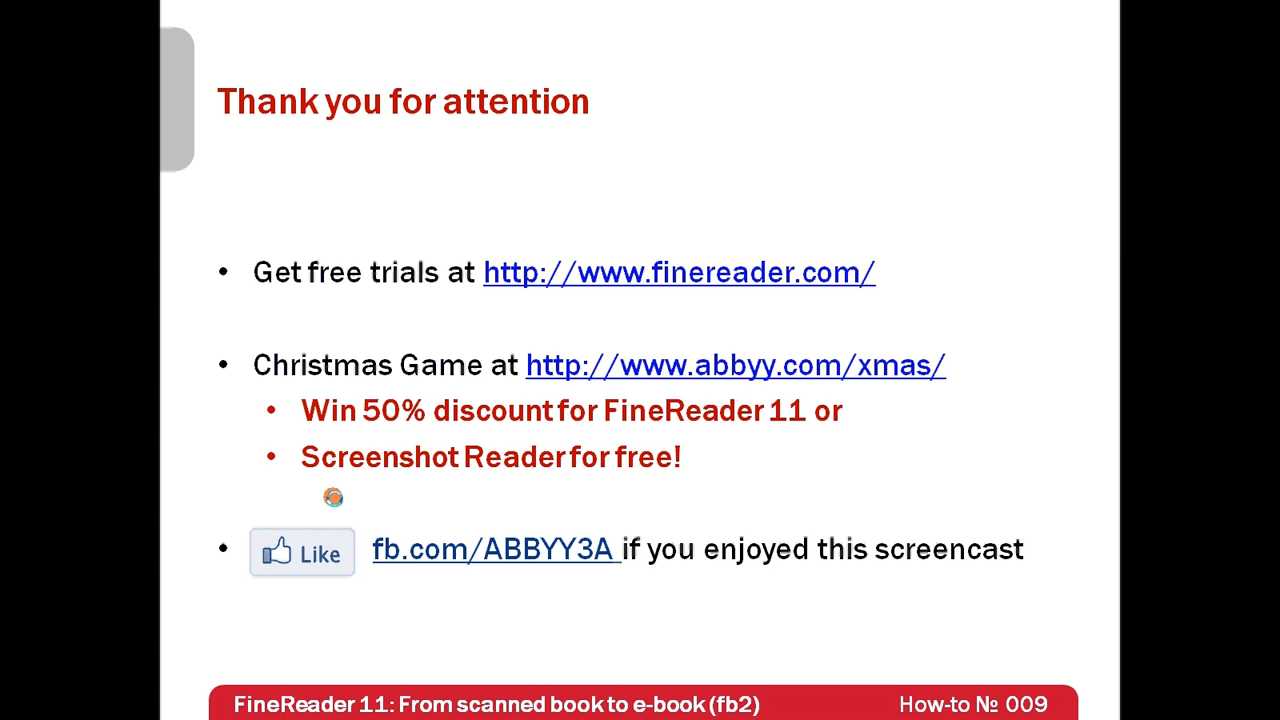 Thank you for attention
• Get free trials at http://www.finereader.com/
• Christmas Game at http://www.abbyy.com/xmas/
• Win 50% discount for FineReader 11 or
• Screenshot Reader for free!
• Like fb.com/ABBYY3A if you enjoyed this screencast
FineReader 11: From scanned book to e-book (fb2) How-to № 009